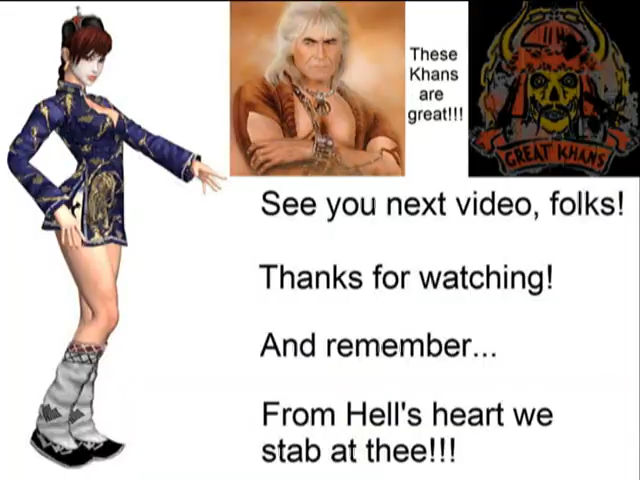 These
Khans
are
great!!!
GREAT KHANS
See you next video, folks!
Thanks for watching!
And remember...
From Hell's heart we
stab at thee!!!